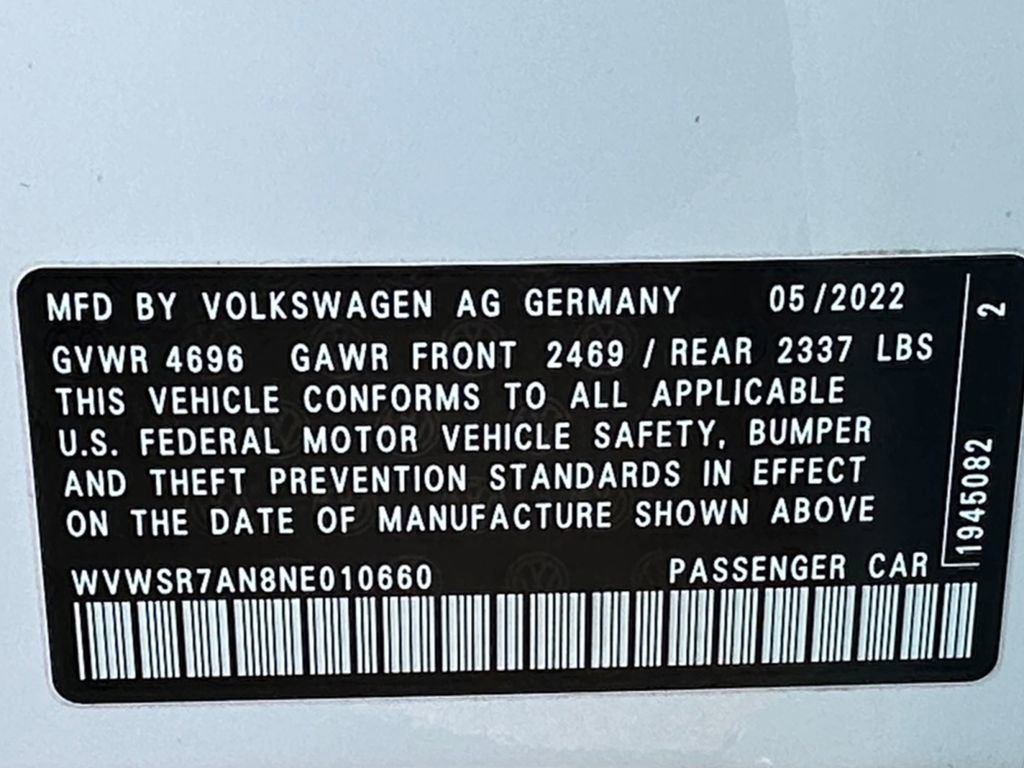 MFD BY VOLKSWAGEN AG GERMANY 05/2022
GVWR 4696 GAWR FRONT 2469 / REAR 2337 LBS
THIS VEHICLE CONFORMS TO ALL APPLICABLE
U.S. FEDERAL MOTOR VEHICLE SAFETY, BUMPER
AND THEFT PREVENTION STANDARDS IN EFFECT
ON THE DATE OF MANUFACTURE SHOWN ABOVE
WVWSR7AN8NE010660 PASSENGER CAR
1945082 2